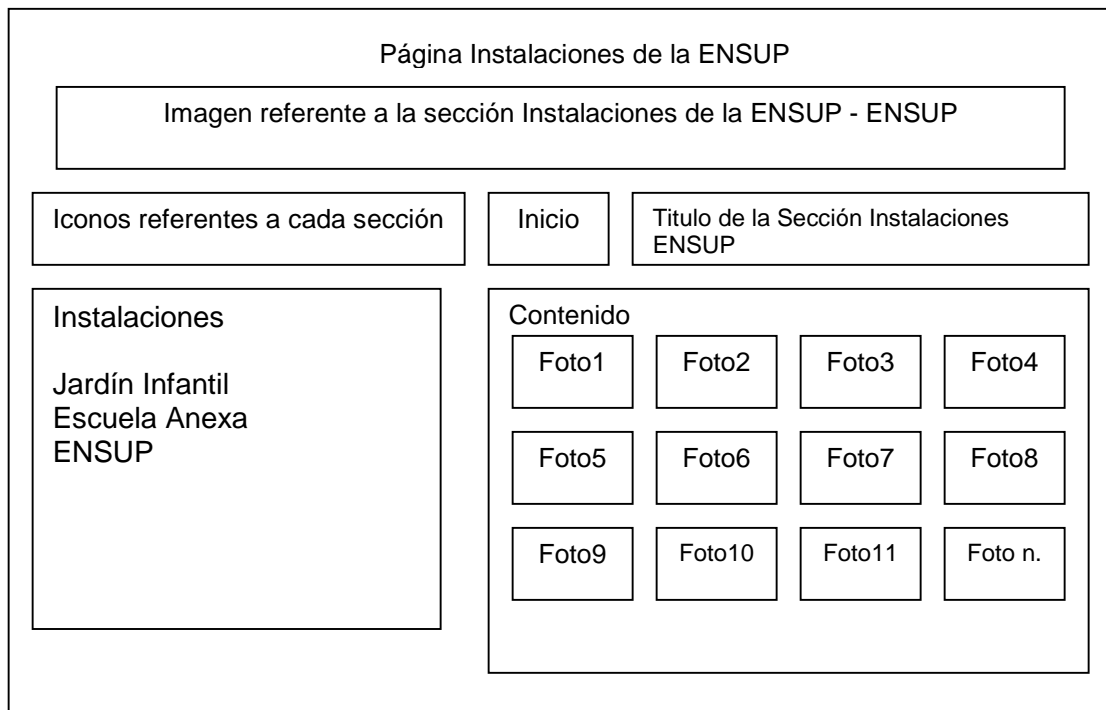 Página Instalaciones de la ENSUP
Imagen referente a la sección Instalaciones de la ENSUP - ENSUP
Iconos referentes a cada sección
Inicio
Titulo de la Sección Instalaciones
ENSUP
Instalaciones
Jardín Infantil
Escuela Anexa
ENSUP
Contenido
Foto1
Foto2
Foto3
Foto4
Foto5
Foto6
Foto7
Foto8
Foto9
Foto10
Foto11
Foto n.